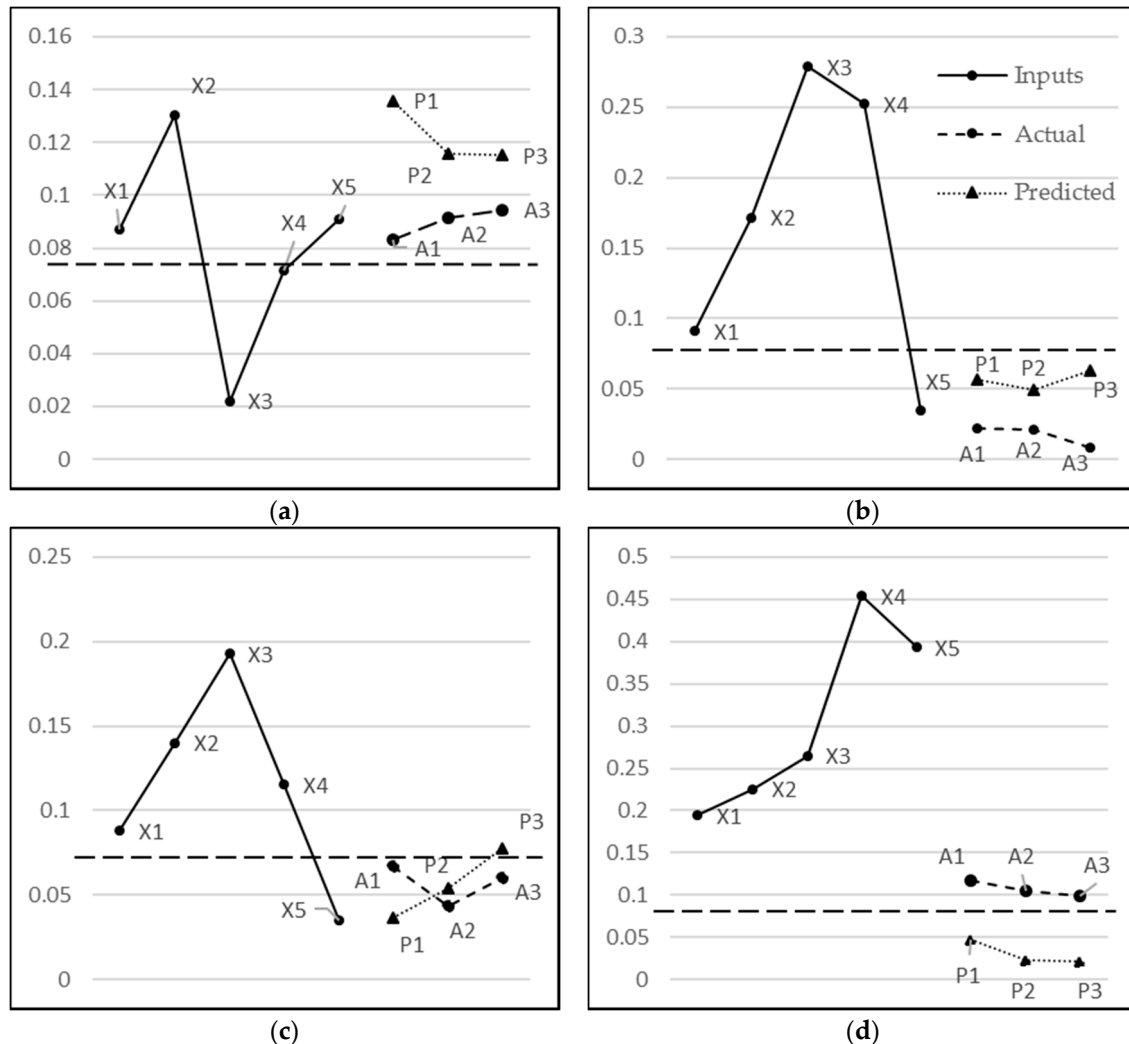 0.16
0.14
0.12
0.1
0.08
0.06
0.04
0.02
0
X1
X2
X3
X4
X5
P1
P2
P3
A1
A2
A3
(a)
0.3
0.25
0.2
0.15
0.1
0.05
0
X1
X2
X3
X4
X5
P1
P2
P3
A1
A2
A3
Inputs
Actual
Predicted
(b)
0.25
0.2
0.15
0.1
0.05
0
X1
X2
X3
X4
X5
A1
A2
A3
P1
P2
P3
(c)
0.5
0.45
0.4
0.35
0.3
0.25
0.2
0.15
0.1
0.05
0
X1
X2
X3
X4
X5
A1
A2
A3
P1
P2
P3
(d)